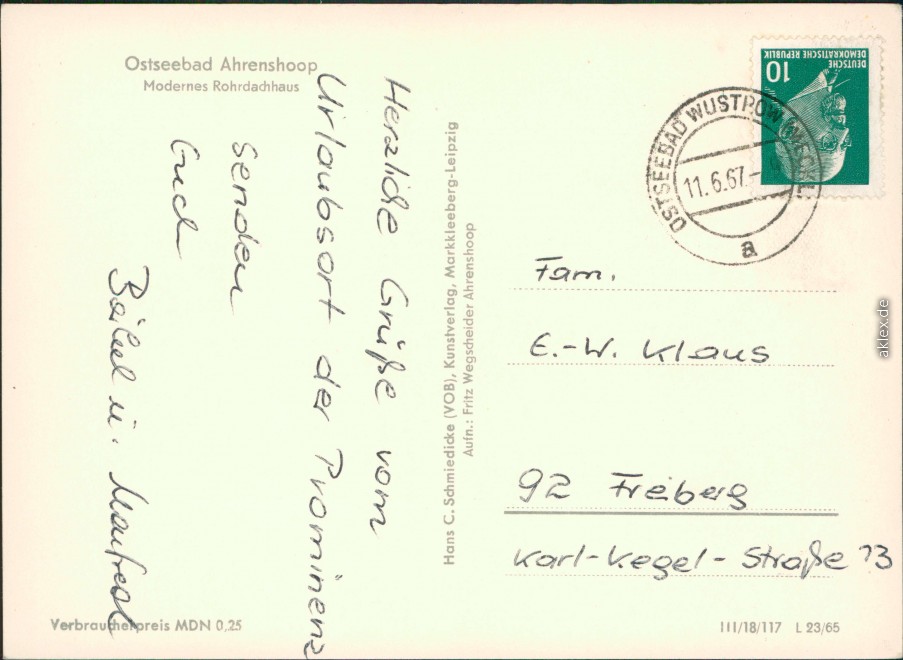 Ostseebad Ahrenshoop
Modernes Rohrdachhaus
Herzliche Grüße vom
Urlaubsort der Prominenz
senden
Euch
Bärbel u. Manfred
Hans C. Schmiedicke (VOB), Kunstverlag, Markkleeberg-Leipzig
Aufn.: Fritz Wegscheider Ahrenshoop
DEUTSCHE
DEMOKRATISCHE REPUBLIK
10
OSTSEEBAD WUSTROW (MECKL)
11.6.67.
a
Fam.
E.-W. Klaus
92 Freiberg
Karl-Kegel-Straße 73
Verbraucherpreis MDN 0,25
III/18/117 L 23/65
aklex.de